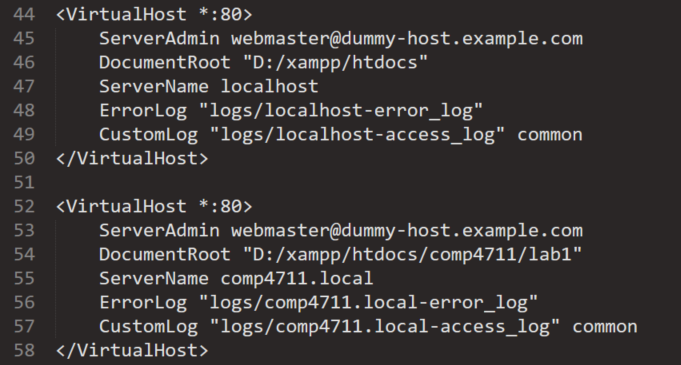 44 <VirtualHost *:80>
45     ServerAdmin webmaster@dummy-host.example.com
46     DocumentRoot "D:/xampp/htdocs"
47     ServerName localhost
48     ErrorLog "logs/localhost-error_log"
49     CustomLog "logs/localhost-access_log" common
50 </VirtualHost>
51
52 <VirtualHost *:80>
53     ServerAdmin webmaster@dummy-host.example.com
54     DocumentRoot "D:/xampp/htdocs/comp4711/lab1"
55     ServerName comp4711.local
56     ErrorLog "logs/comp4711.local-error_log"
57     CustomLog "logs/comp4711.local-access_log" common
58 </VirtualHost>